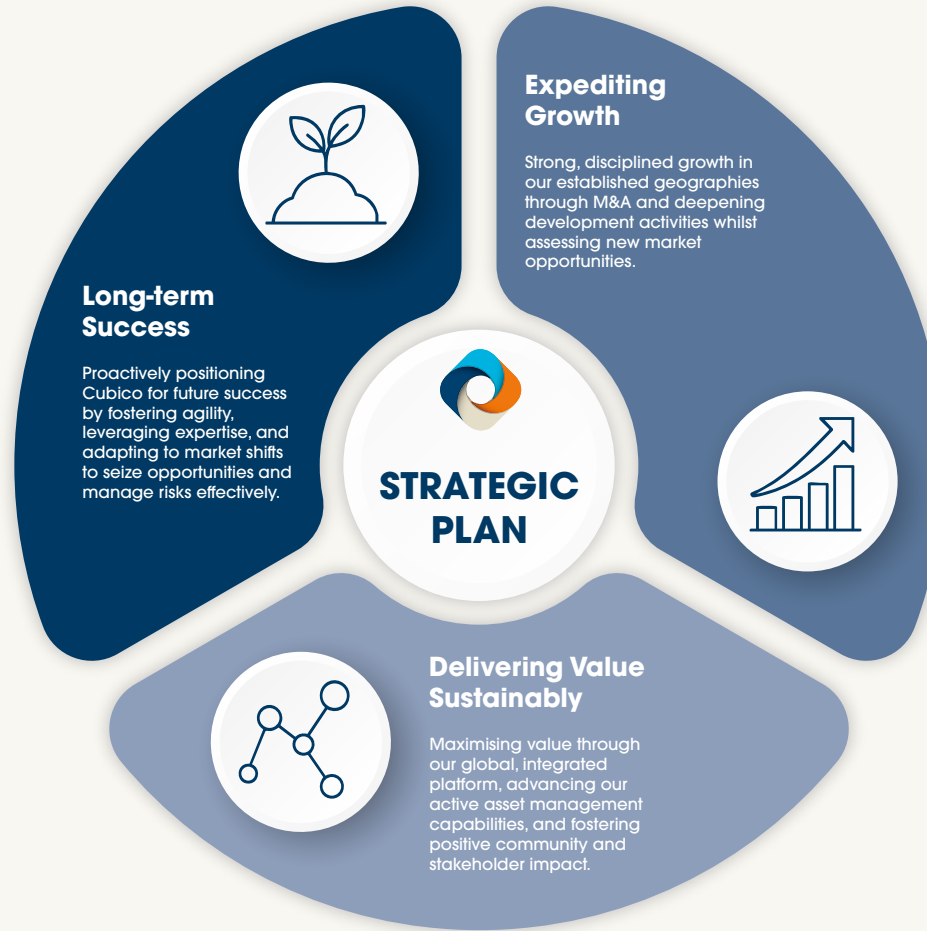 Expediting
Growth
Strong, disciplined growth in
our established geographies
through M&A and deepening
development activities whilst
assessing new market
opportunities.
Long-term
Success
Proactively positioning
Cubico for future success
by fostering agility,
leveraging expertise, and
adapting to market shifts
to seize opportunities and
manage risks effectively.
STRATEGIC
PLAN
Delivering Value
Sustainably
Maximising value through
our global, integrated
platform, advancing our
active asset management
capabilities, and fostering
positive community and
stakeholder impact.